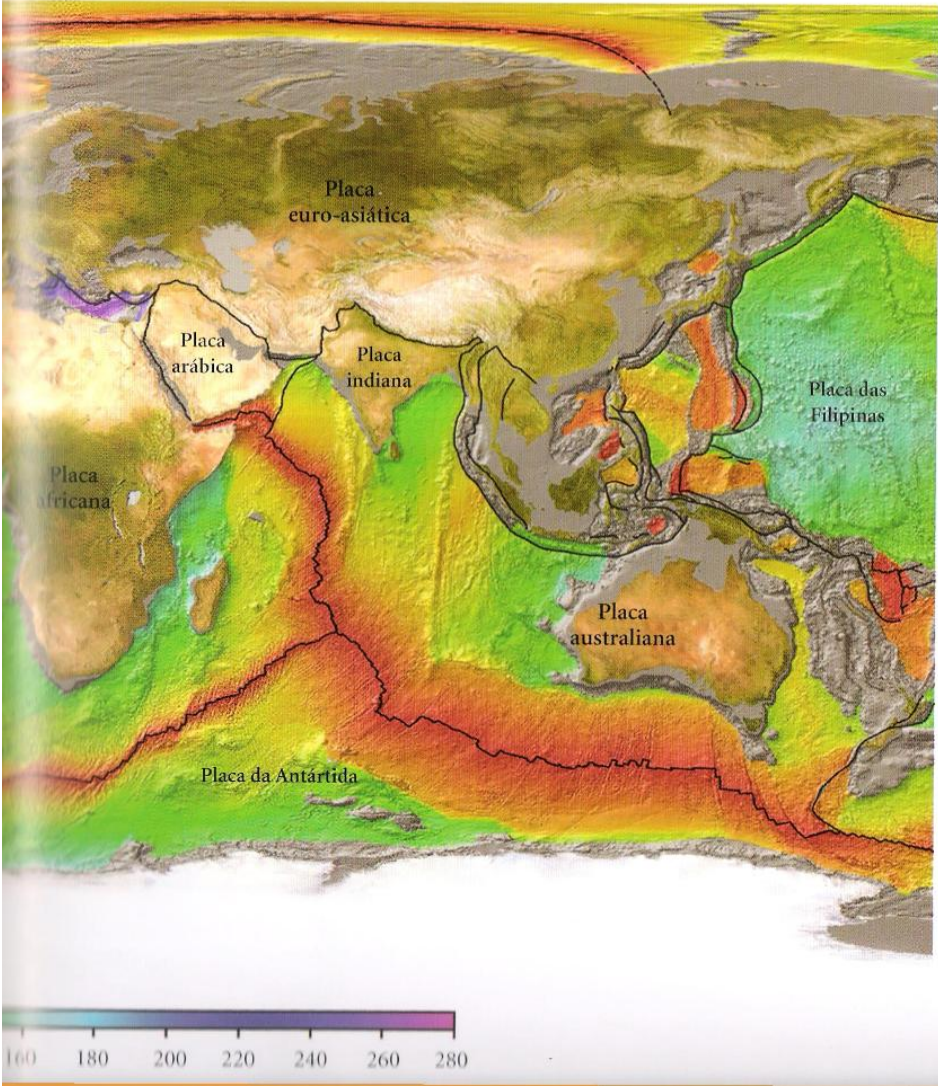 Placa
euro-asiática
Placa
arábica
Placa
indiana
Placa das
Filipinas
Placa
africana
Placa
australiana
Placa da Antártida
160 180 200 220 240 260 280